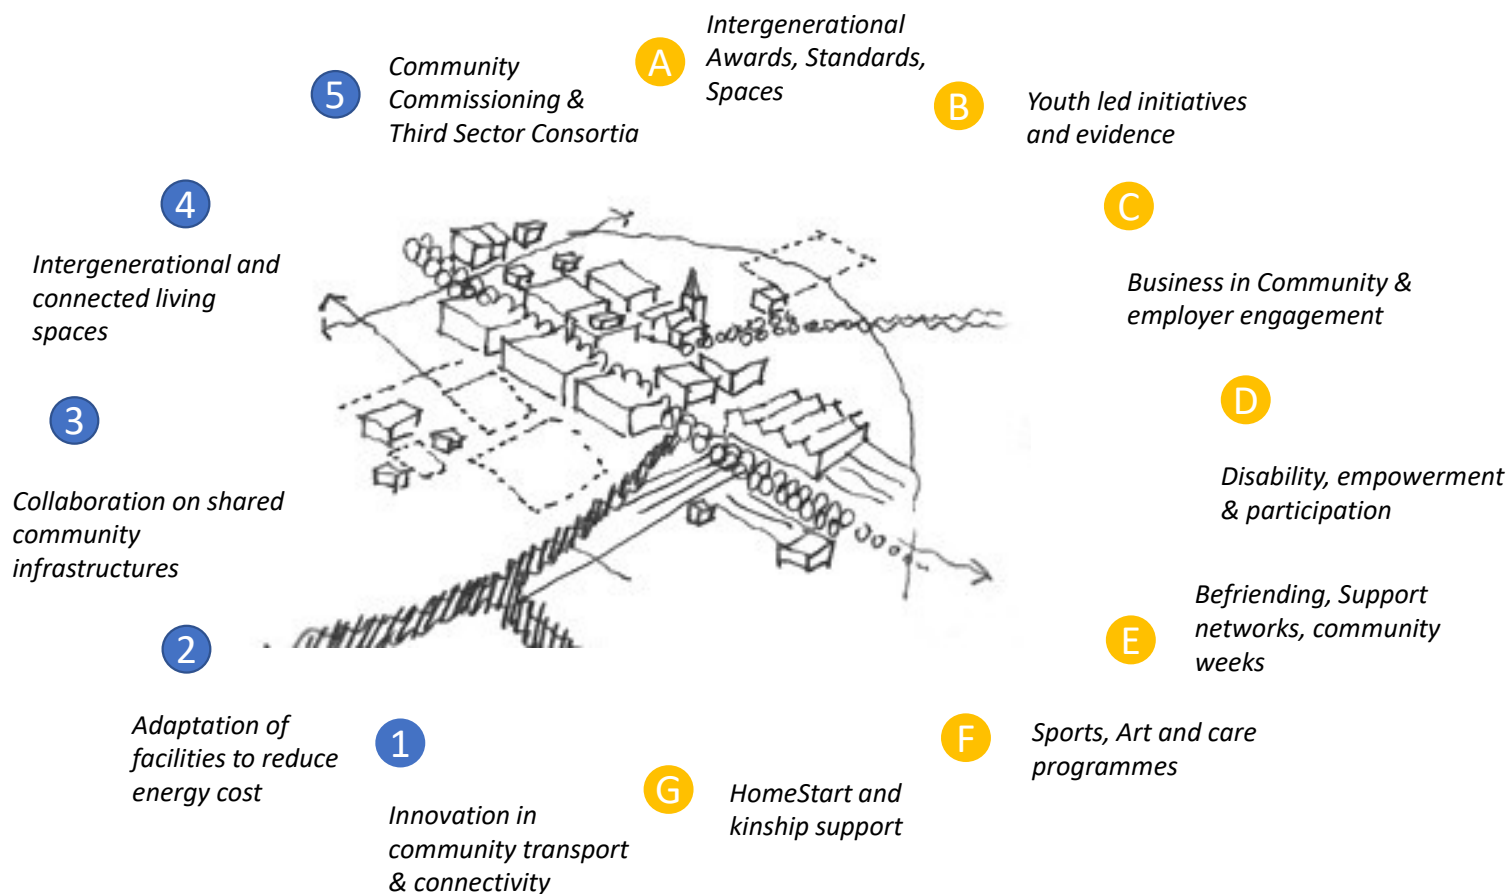 A
Intergenerational
Awards, Standards,
Spaces
B
Youth led initiatives
and evidence
C
Business in Community &
employer engagement
D
Disability, empowerment
& participation
E
Befriending, Support
networks, community
weeks
F
Sports, Art and care
programmes
G
HomeStart and
kinship support
1
Innovation in
community transport
& connectivity
2
Adaptation of
facilities to reduce
energy cost
3
Collaboration on shared
community
infrastructures
4
Intergenerational and
connected living
spaces
5
Community
Commissioning &
Third Sector Consortia